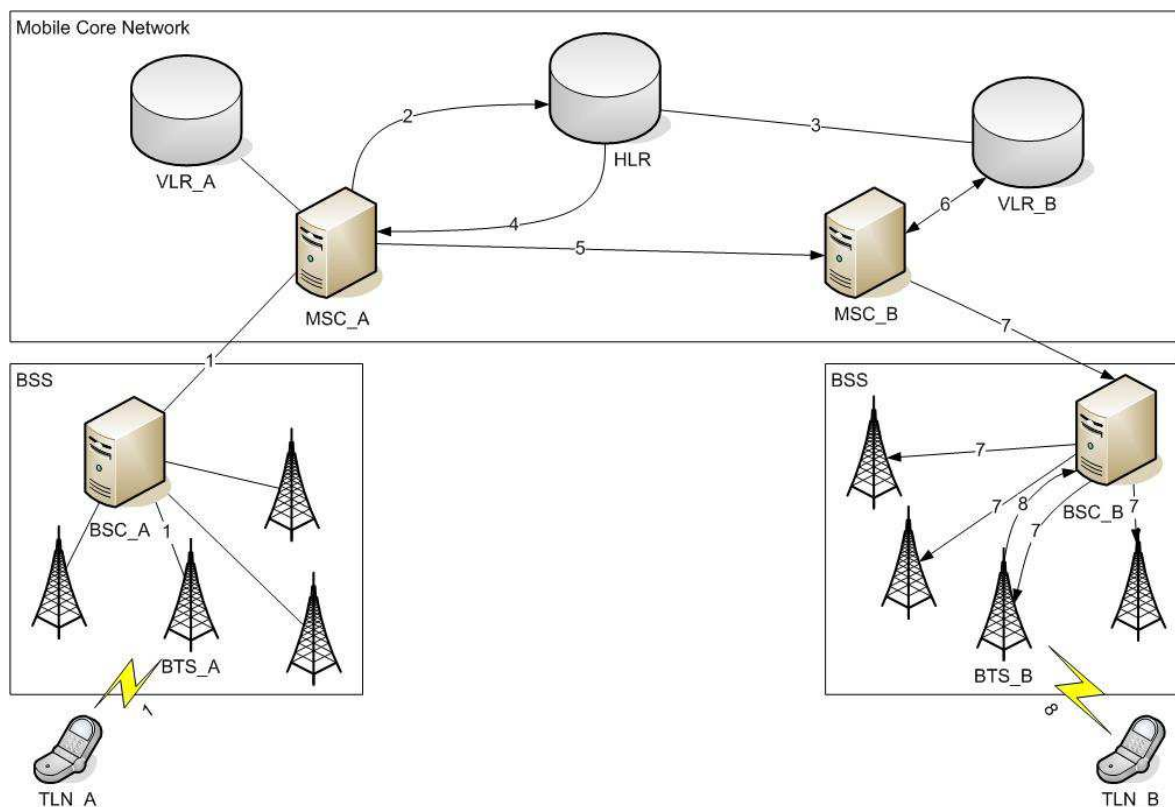 Mobile Core Network
VLR_A
2
HLR
3
VLR_B
4
6
5
MSC_A
MSC_B
1
7
BSS
BSC_A
1
BTS_A
1
TLN_A
BSS
7
7
8
7
7
BSC_B
BTS_B
8
TLN_B